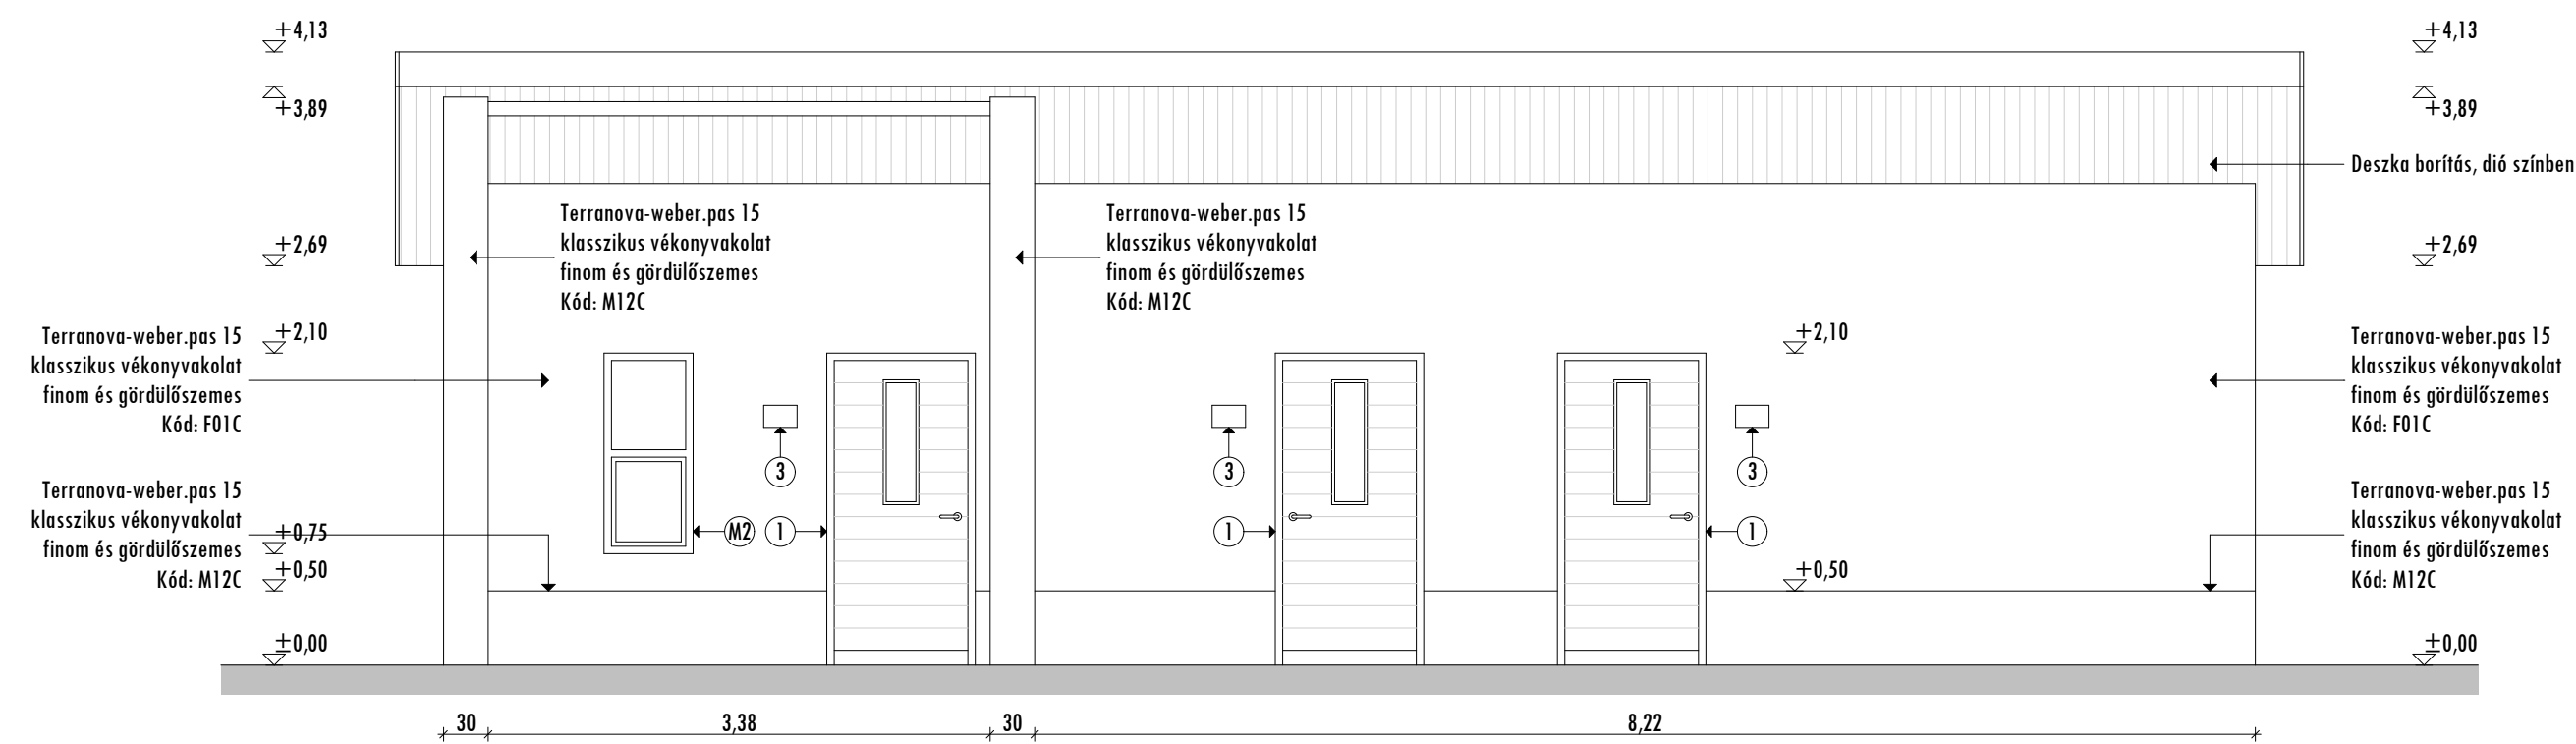 +4,13
+4,13
+3,89
+3,89
Deszka borítás, dió színben
Terranova-weber.pas 15
klasszikus vékonyvakolat
finom és gördülőszemes
Kód: M12C
Terranova-weber.pas 15
klasszikus vékonyvakolat
finom és gördülőszemes
Kód: M12C
+2,69
+2,69
Terranova-weber.pas 15
klasszikus vékonyvakolat
finom és gördülőszemes
Kód: F01C
+2,10
+2,10
Terranova-weber.pas 15
klasszikus vékonyvakolat
finom és gördülőszemes
Kód: F01C
3
3
3
Terranova-weber.pas 15
klasszikus vékonyvakolat
finom és gördülőszemes
Kód: M12C
+0,75
M2
1
1
1
Terranova-weber.pas 15
klasszikus vékonyvakolat
finom és gördülőszemes
Kód: M12C
+0,50
+0,50
±0,00
±0,00
30
3,38
30
8,22